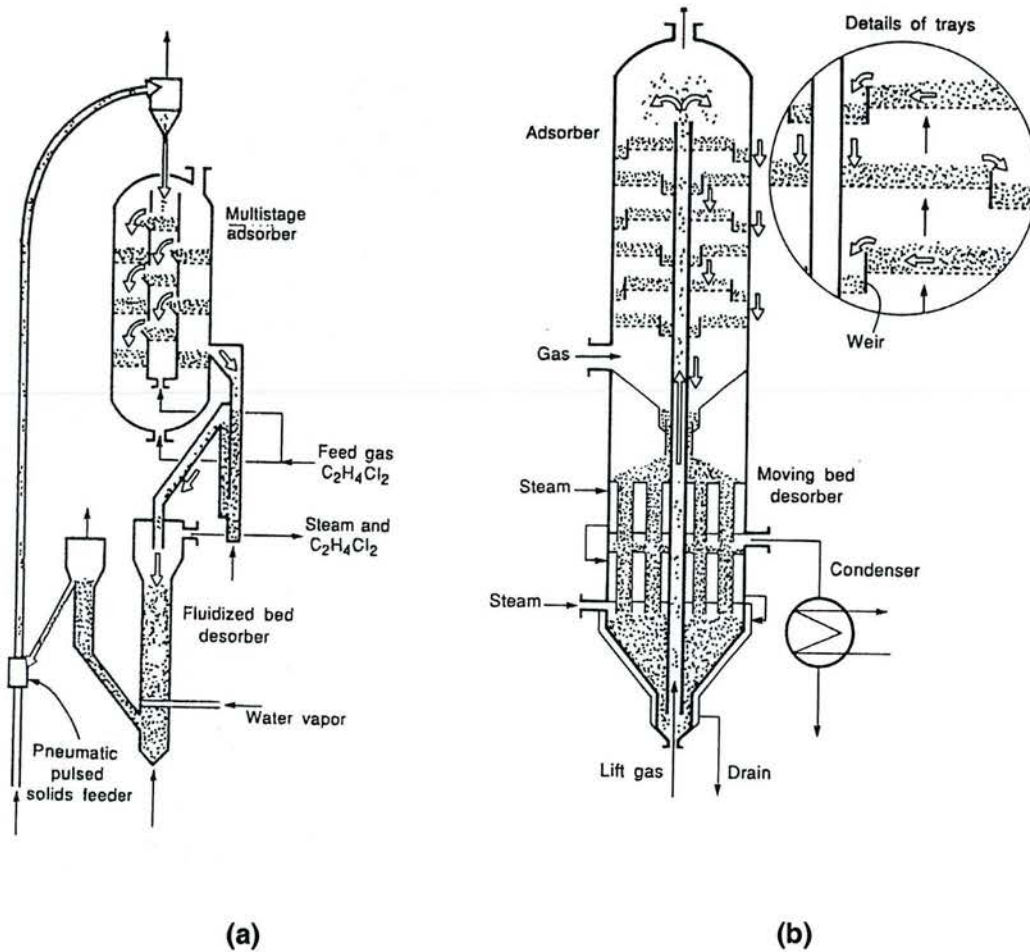 Multistage
adsorber
Feed gas
C₂H₄Cl₂
Steam and
C₂H₄Cl₂
Fluidized bed
desorber
Water vapor
Pneumatic
pulsed
solids feeder
(a)
Details of trays
Adsorber
Weir
Gas
Moving bed
desorber
Steam
Condenser
Steam
Lift gas
Drain
(b)